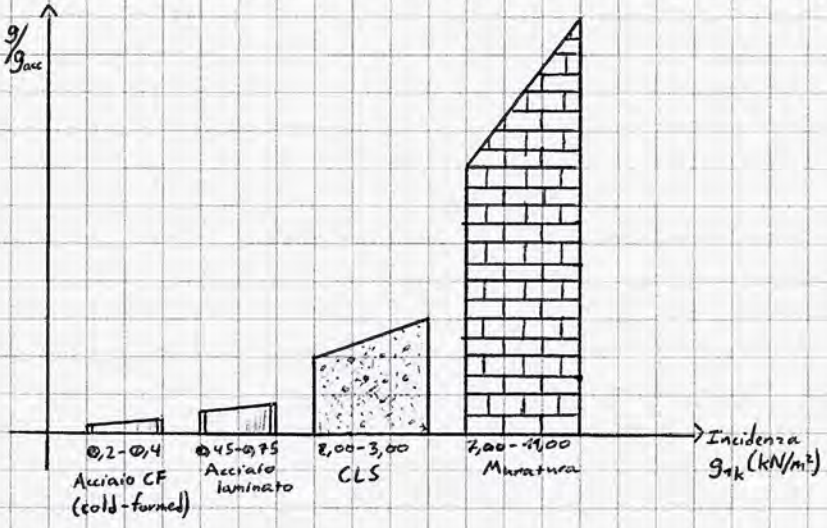 g/g_acc
0,2-0,4
Acciaio CF
(cold-formed)
0,45-0,75
Acciaio
laminato
2,00-3,00
CLS
7,00-11,00
Muratura
Incidenza
g1k (kN/m²)